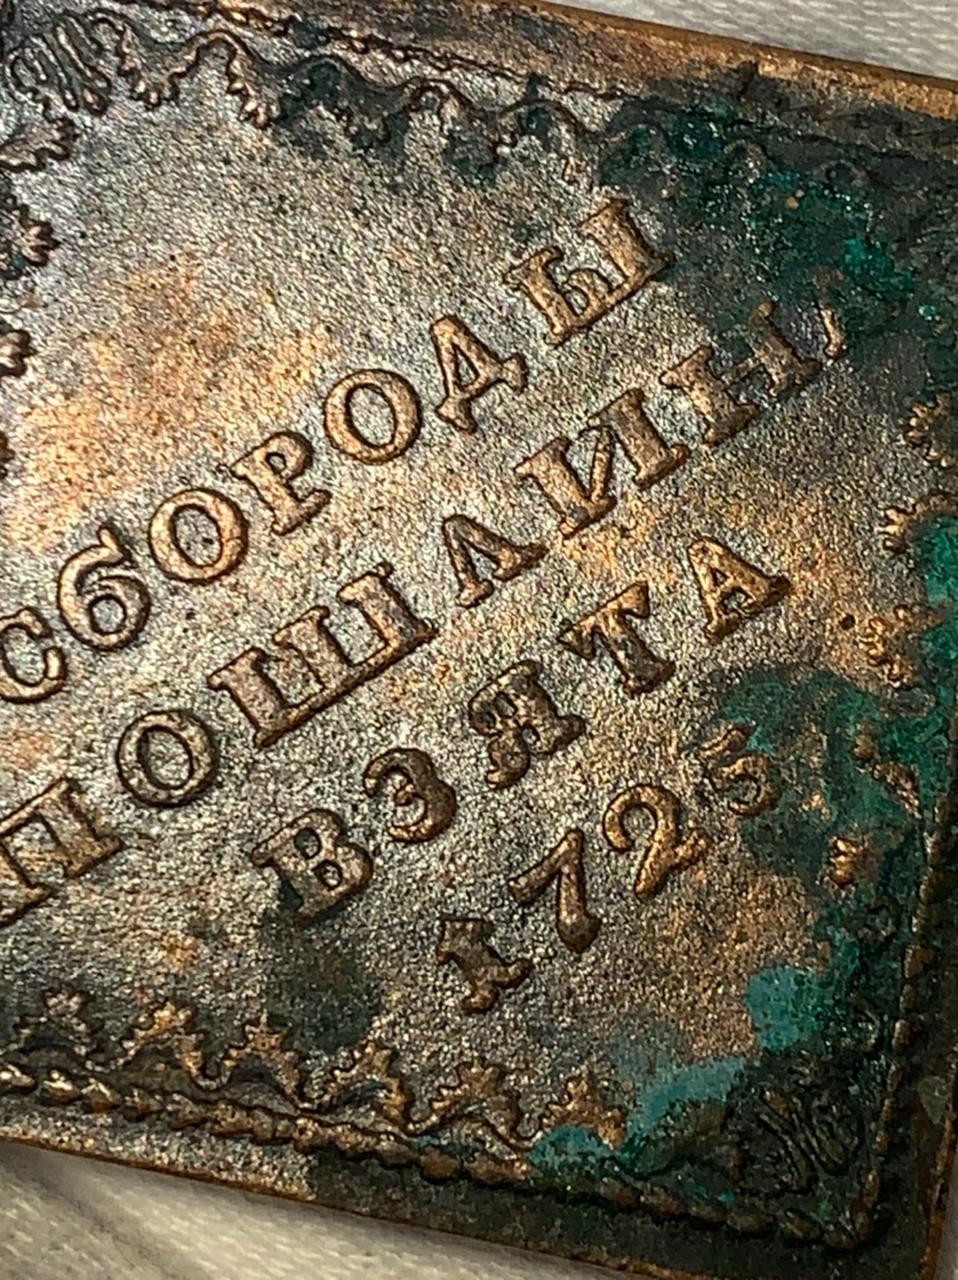 СБОРОДЫ
ПОШЛИН,
ВЗЯТА
1725